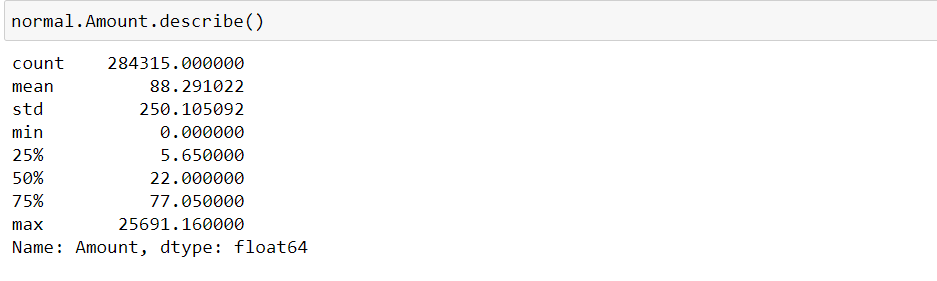 normal.Amount.describe()
count    284315.000000
mean         88.291022
std         250.105092
min           0.000000
25%           5.650000
50%          22.000000
75%          77.050000
max       25691.160000
Name: Amount, dtype: float64